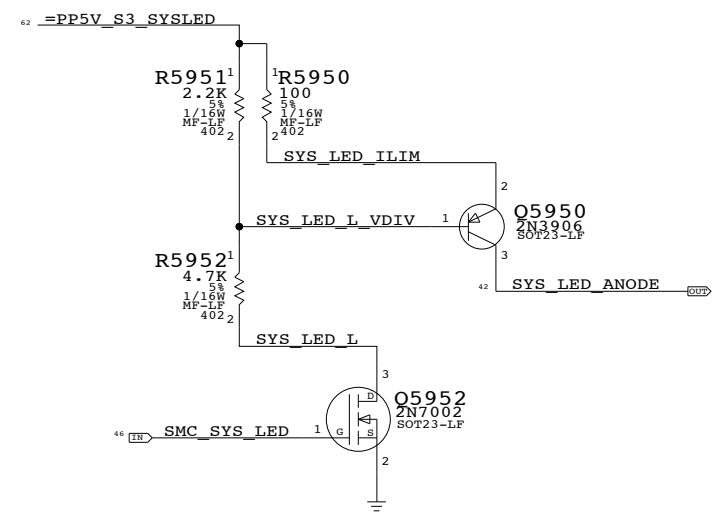 62 =PP5V_S3_SYSLED
R5951 1
2.2K
5%
1/16W
MF-LF
402 2
1 R5950
100
5%
1/16W
MF-LF
2 402
SYS_LED_ILIM
2
SYS_LED_L_VDIV 1
Q5950
2N3906
SOT23-LF
3
42 SYS_LED_ANODE OUT
R5952 1
4.7K
5%
1/16W
MF-LF
402 2
SYS_LED_L
3
D
Q5952
2N7002
SOT23-LF
46 IN SMC_SYS_LED 1 G S
2